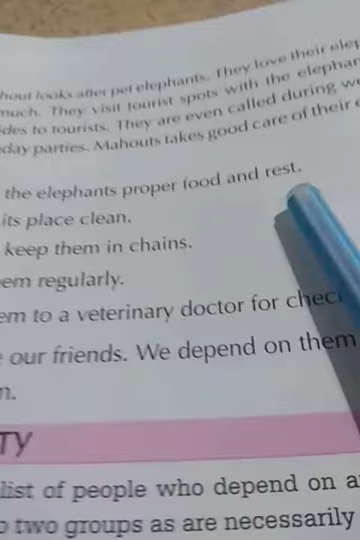 hout looks after pet elephants. They love their elep
much. They visit tourist spots with the elephan
des to tourists. They are even called during we
day parties. Mahouts takes good care of their e
the elephants proper food and rest.
its place clean.
keep them in chains.
em regularly.
em to a veterinary doctor for chec
our friends. We depend on them
n.
TY
list of people who depend on a
o two groups as are necessarily